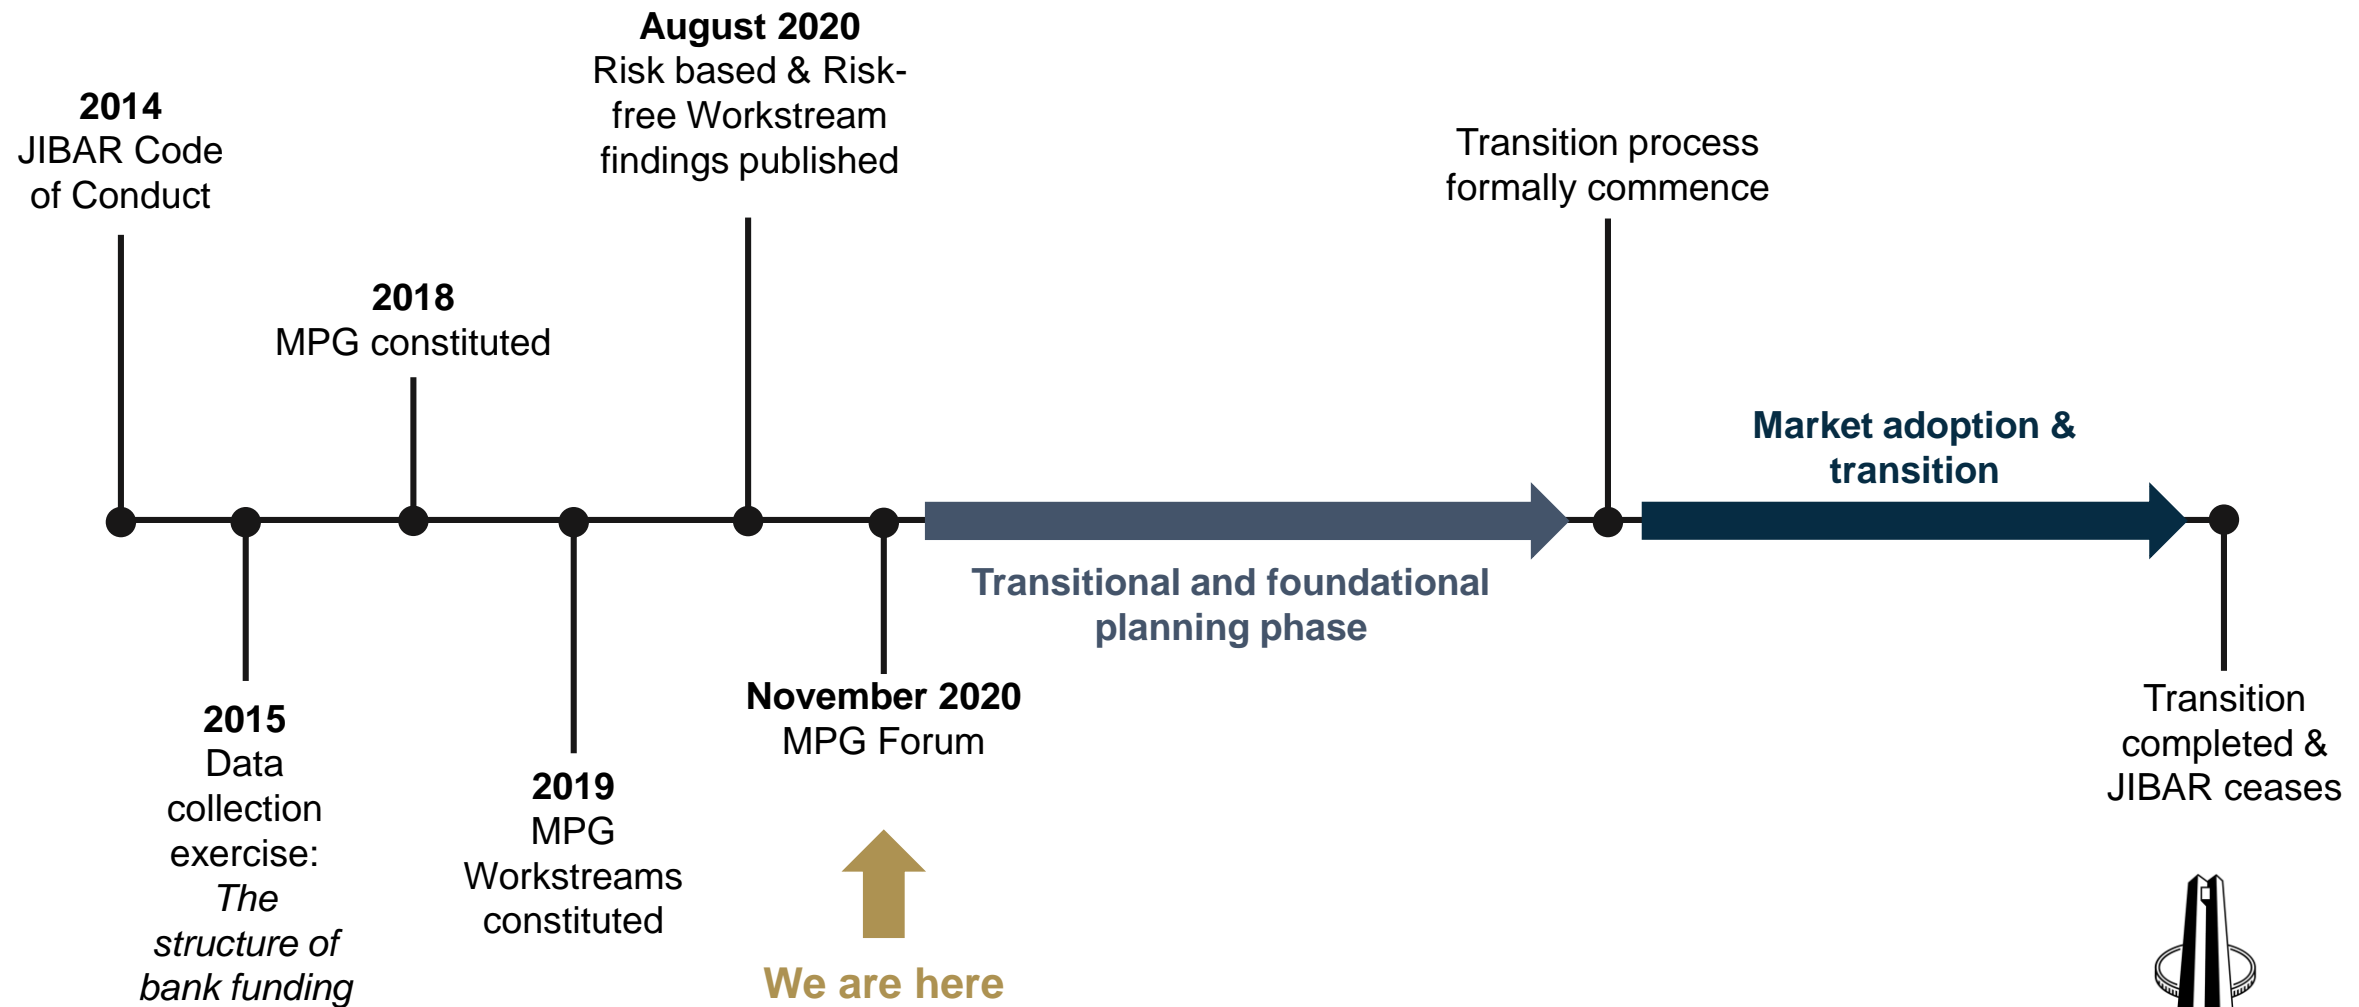 August 2020
Risk based & Risk-
free Workstream
findings published
2014
JIBAR Code
of Conduct
Transition process
formally commence
2018
MPG constituted
Market adoption &
transition
Transitional and foundational
planning phase
2015
Data
collection
exercise:
The
structure of
bank funding
2019
MPG
Workstreams
constituted
November 2020
MPG Forum
We are here
Transition
completed &
JIBAR ceases